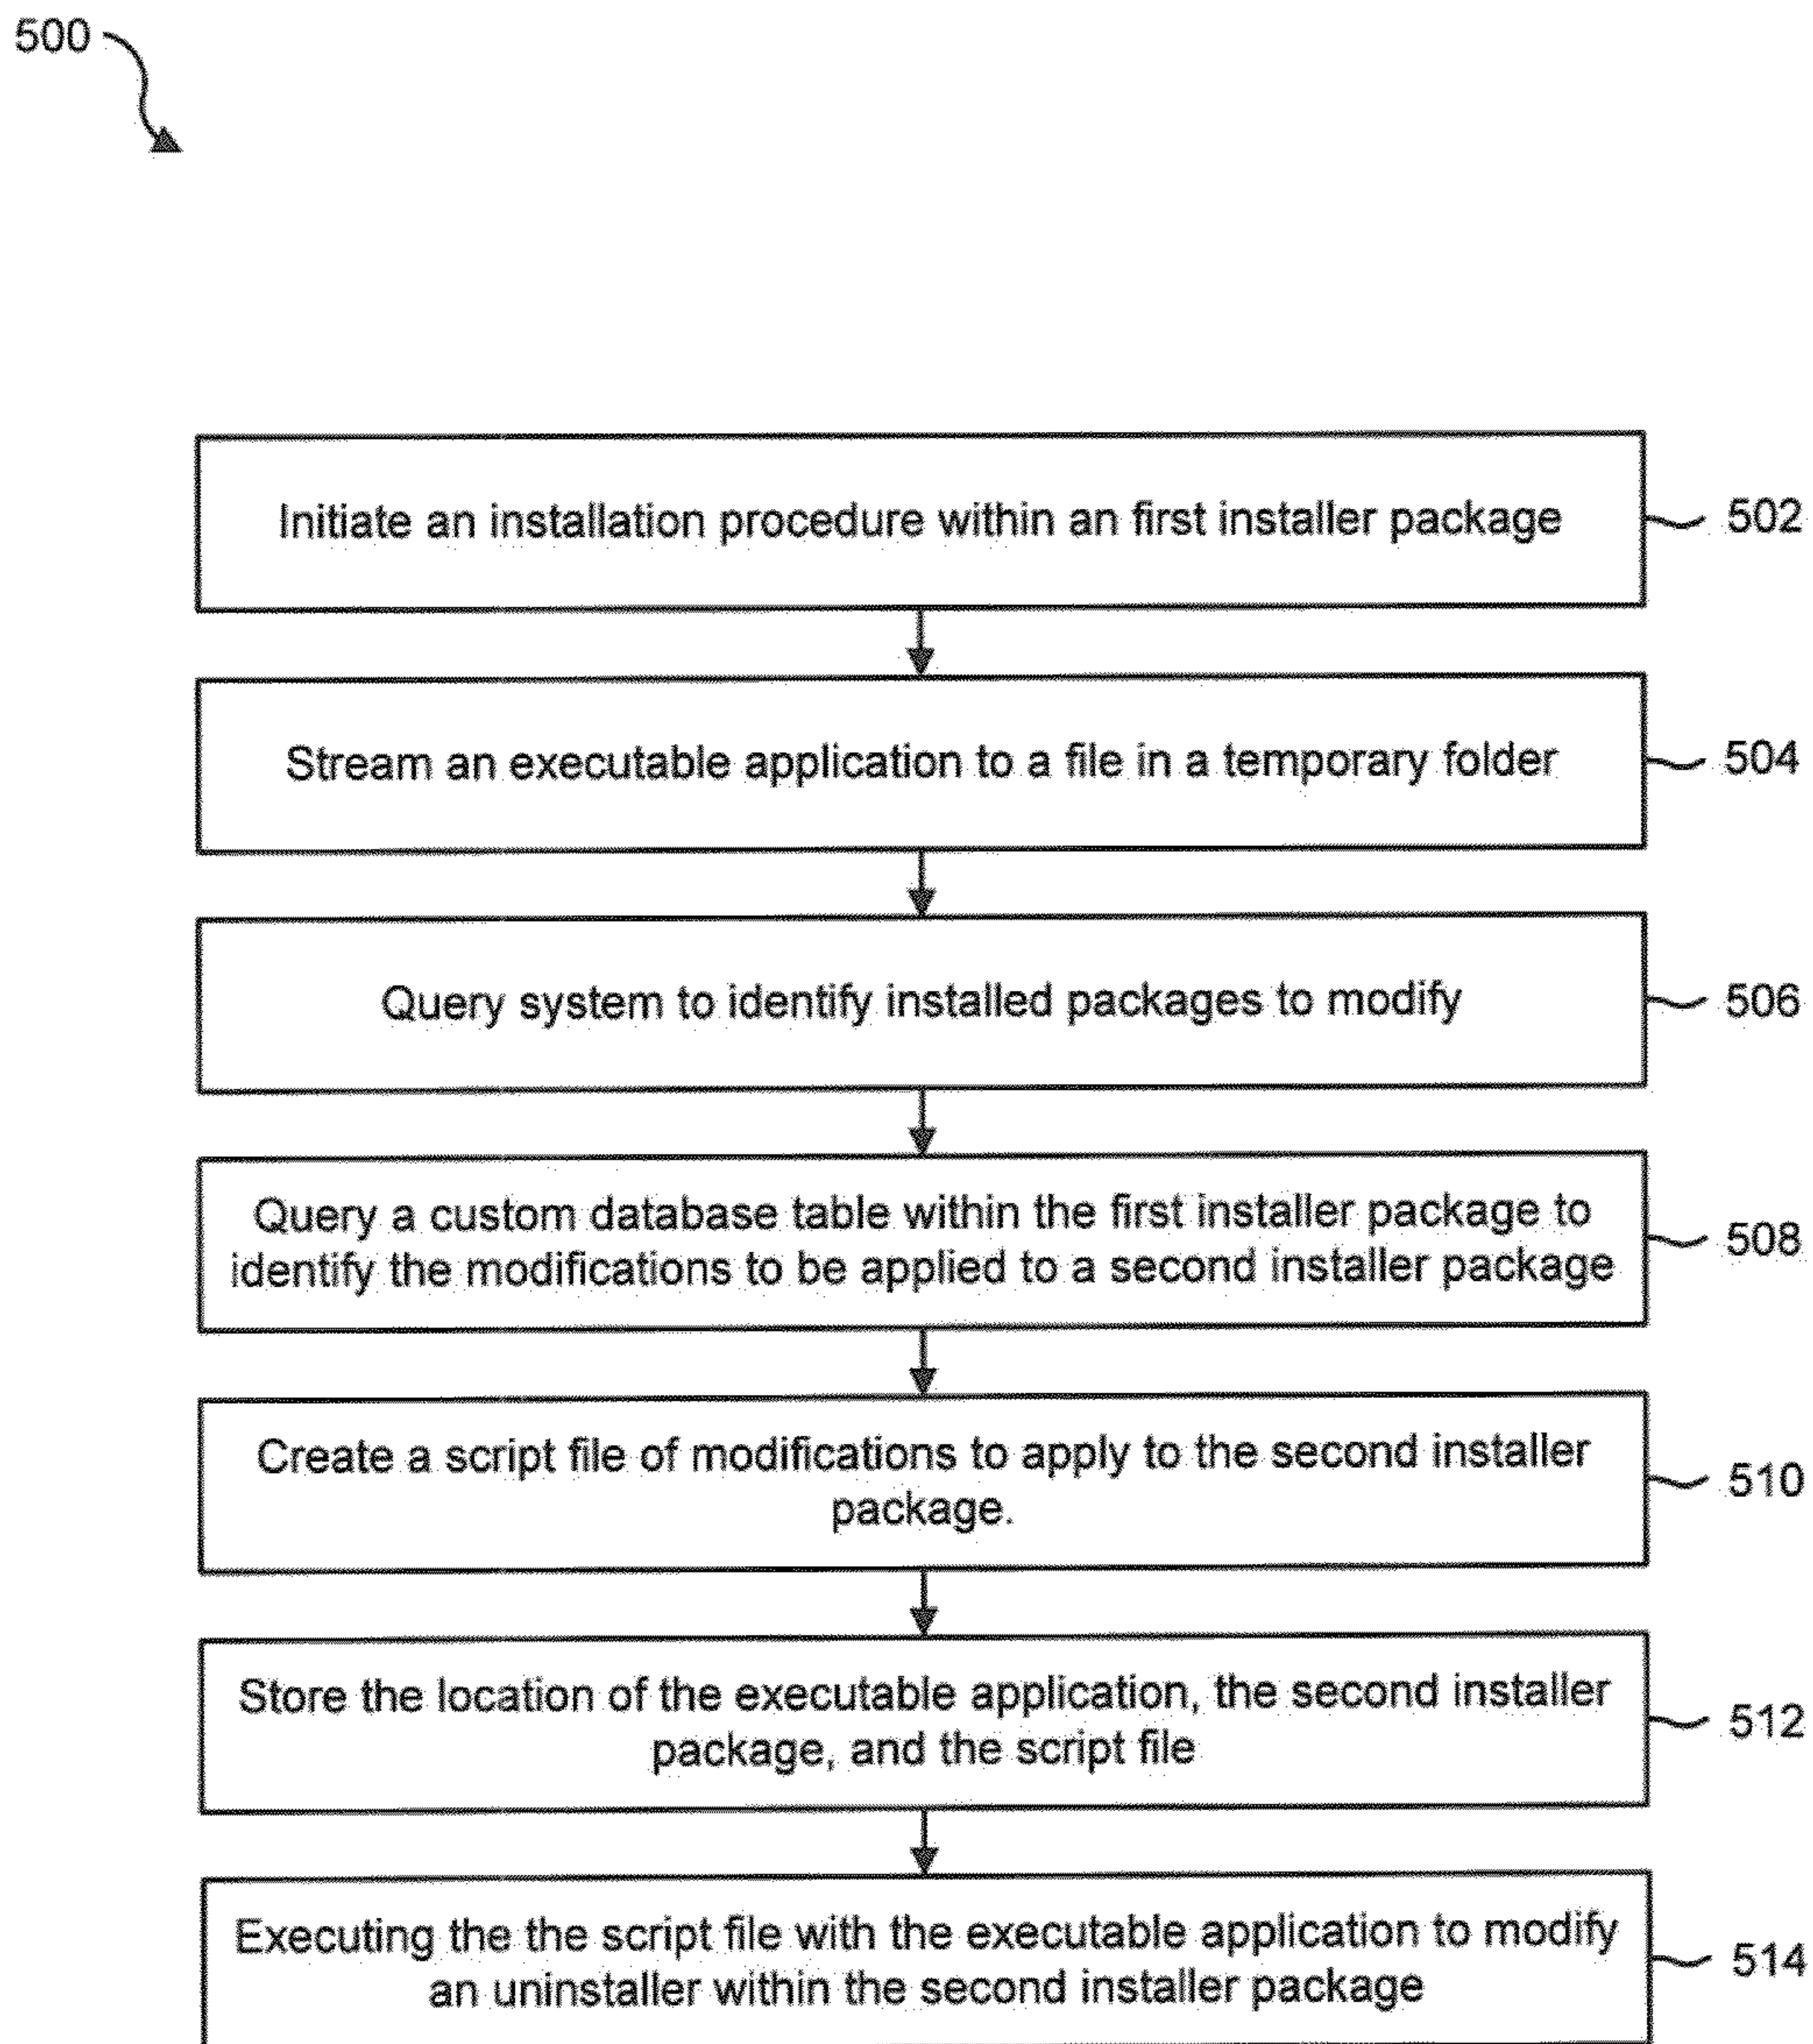 500
Initiate an installation procedure within an first installer package
502
Stream an executable application to a file in a temporary folder
504
Query system to identify installed packages to modify
506
Query a custom database table within the first installer package to
identify the modifications to be applied to a second installer package
508
Create a script file of modifications to apply to the second installer
package.
510
Store the location of the executable application, the second installer
package, and the script file
512
Executing the the script file with the executable application to modify
an uninstaller within the second installer package
514